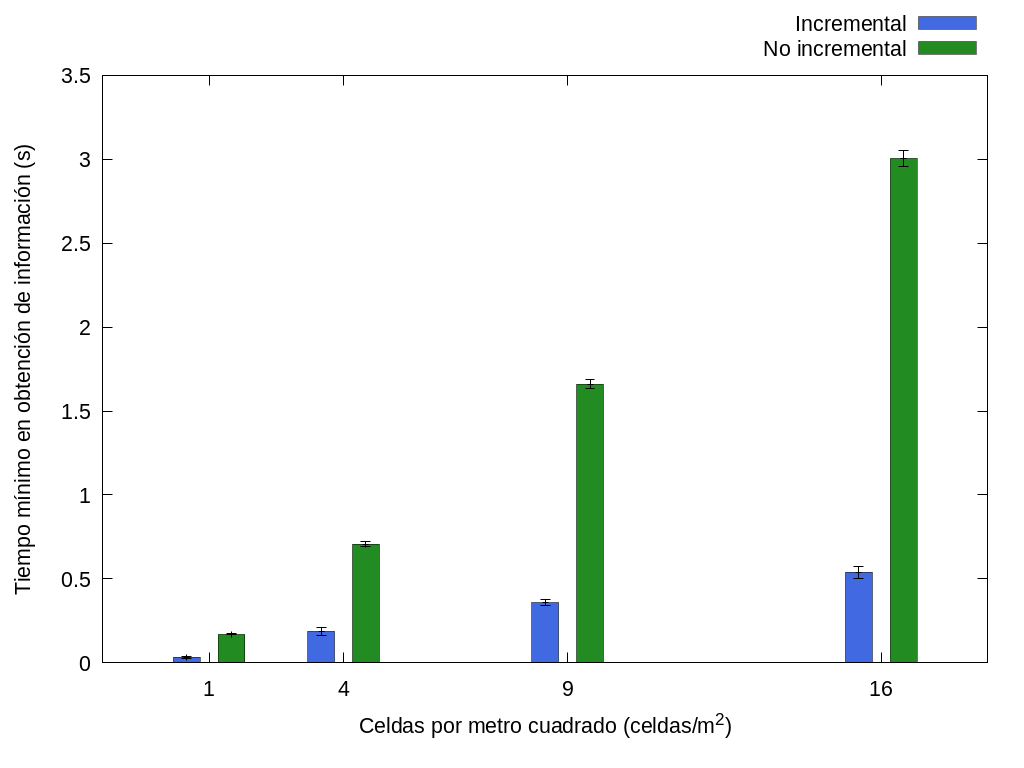 Incremental
No incremental
3.5
3
2.5
2
1.5
1
0.5
0
Tiempo mínimo en obtención de información (s)
1 4 9 16
Celdas por metro cuadrado (celdas/m²)